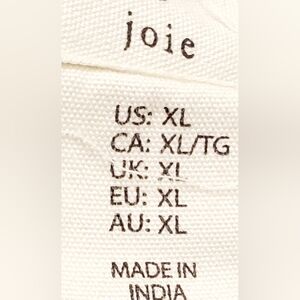 joie
US: XL
CA: XL/TG
UK: XL
EU: XL
AU: XL
MADE IN
INDIA